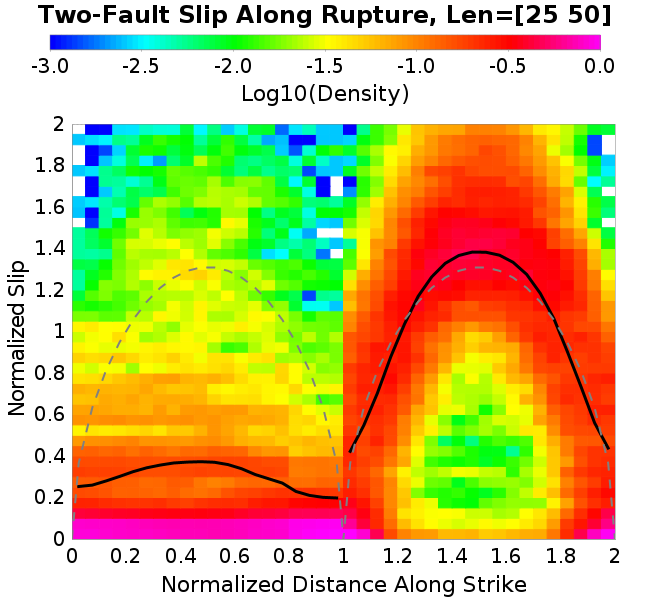 Two-Fault Slip Along Rupture, Len=[25 50]
-3.0 -2.5 -2.0 -1.5 -1.0 -0.5 0.0
Log10(Density)
2
1.8
1.6
1.4
1.2
1
0.8
0.6
0.4
0.2
0
Normalized Slip
0 0.2 0.4 0.6 0.8 1 1.2 1.4 1.6 1.8 2
Normalized Distance Along Strike